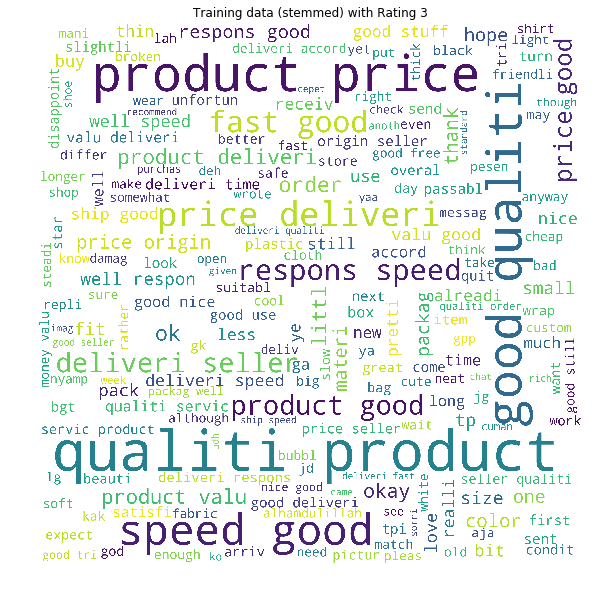 Training data (stemmed) with Rating 3
mani
thin
lah
respons good
good stuff
hope
shirt
light
slightli
buy
broken
deliveri accord
yet
put
thick
black
tri
turn
friendli
product price
cepet
disappoint
shoe
wear unfortun
recommend
receiv
right
check
send
though
may
price good
well speed
fast good
anoth
even
thank
standard
valu deliveri
better
origin seller
differ
product deliveri
fast
store
good free
pesen
longer
well
purchas
deh
safe
use
overal
make
deliveri time
order
day
passabl
shop
somewhat
wrote
yaa
messag
anyway
star
ship good
price deliveri
nice
price origin
deliveri qualiti
plastic
still
valu good
cheap
steadi
know
damag
look
open
cloth
accord
think
take
bad
well respon
given
respons speed
quit
sure
suitabl
next
oalreadi
small
repli
good nice
cool
littl
box
packag
qualiti order
wrap
imag
fit
rather
good use
ye
new
pretti
item
custom
good seller
ok
less
slow
materi
gpp
much
money valu
gk
deliv
ya
time
good qualiti
deliveri seller
ga
great
come
want
good still
nyamp
week
deliveri speed
big
bag
cute
neat
chat
rich
pack
packag well
product good
long
jg
bgt
qualiti servic
although
ship speed
tp
cuman
work
servic product
price seller
wait
udh
qualiti product
bubbl
jd
lg
beauti
deliveri respons
deliveri fast
seller qualiti
nice good
came
okay
white
realli
size
one
soft
product valu
good deliveri
satisfi
fabric
alhamdulillah
see
sorri
love
color
first
kak
expect
speed good
tpi
aja
sent
match
good tri
god
enough
ko
arriv
need
pictur
pleas
old
bit
condit